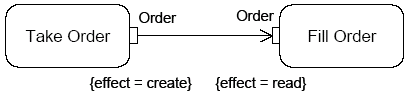 Order Order
Take Order Fill Order
{effect = create} {effect = read}